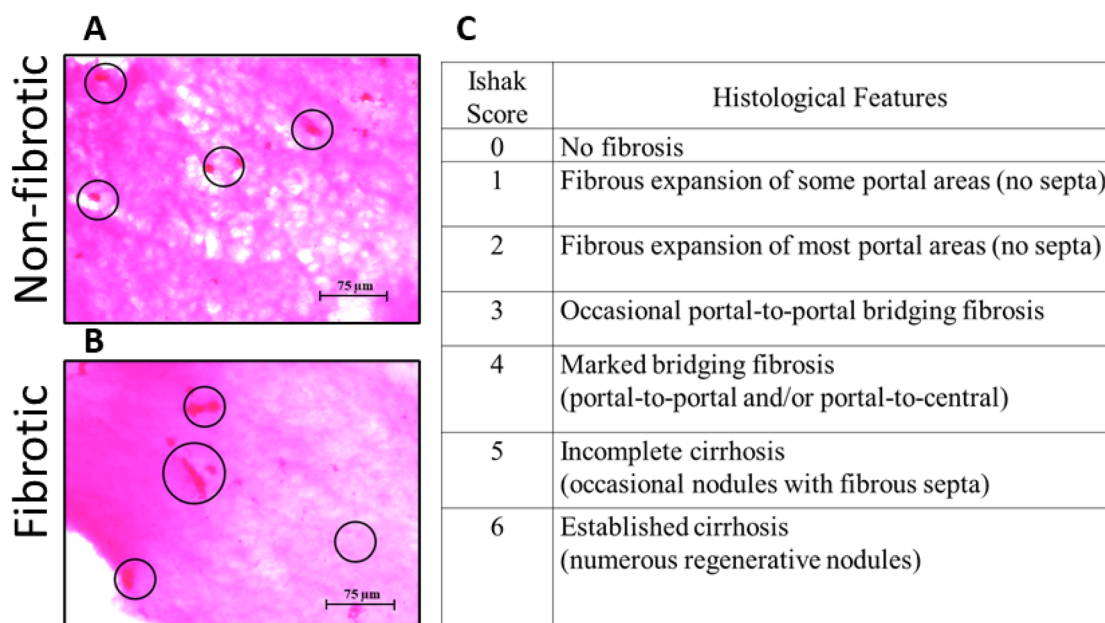 A
Non-fibrotic
75 µm
B
Fibrotic
75 µm
C
Ishak Score Histological Features
0 No fibrosis
1 Fibrous expansion of some portal areas (no septa)
2 Fibrous expansion of most portal areas (no septa)
3 Occasional portal-to-portal bridging fibrosis
4 Marked bridging fibrosis
(portal-to-portal and/or portal-to-central)
5 Incomplete cirrhosis
(occasional nodules with fibrous septa)
6 Established cirrhosis
(numerous regenerative nodules)